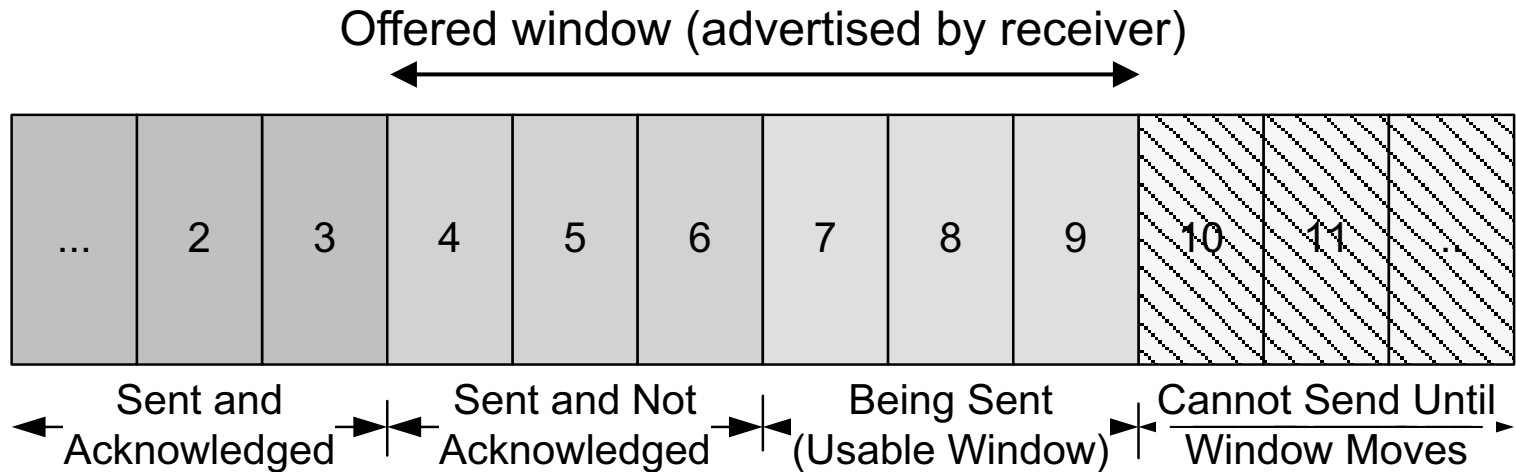 Offered window (advertised by receiver)
... 2 3 4 5 6 7 8 9 10 11 ..
Sent and Acknowledged
Sent and Not Acknowledged
Being Sent (Usable Window)
Cannot Send Until Window Moves